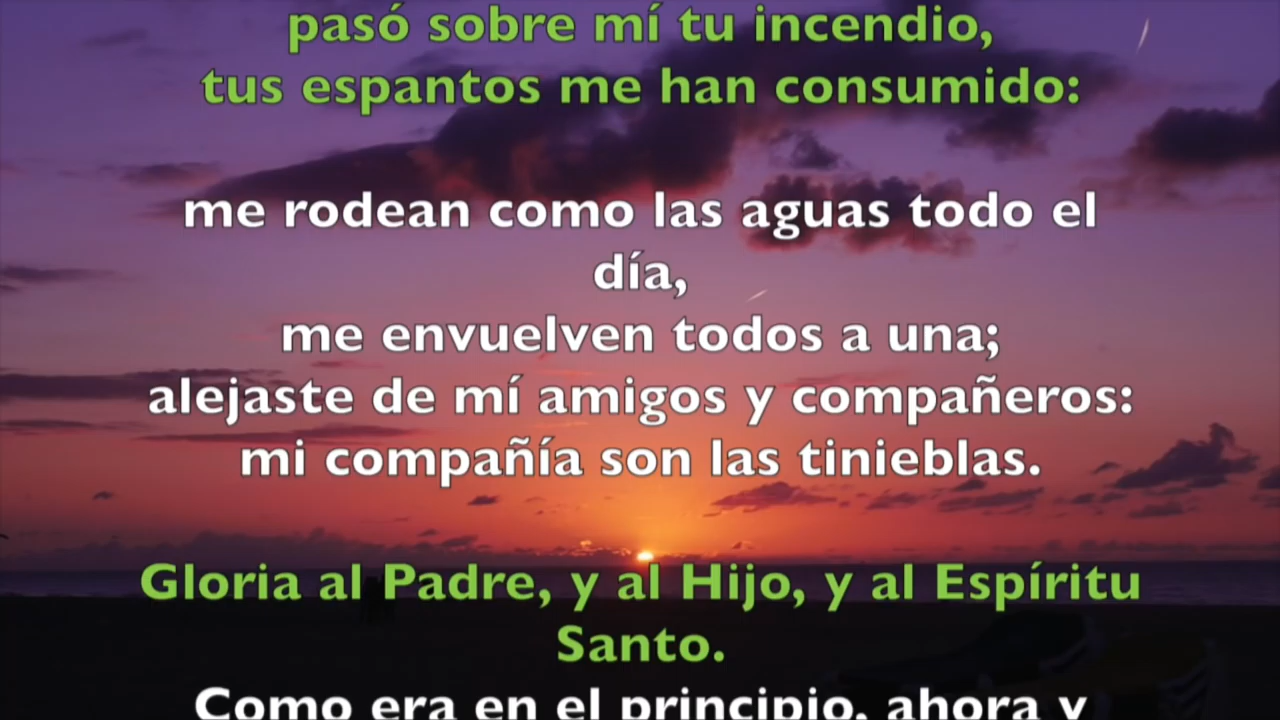 pasó sobre mí tu incendio,
tus espantos me han consumido:
me rodean como las aguas todo el
día,
me envuelven todos a una;
alejaste de mí amigos y compañeros:
mi compañía son las tinieblas.
Gloria al Padre, y al Hijo, y al Espíritu
Santo.
Como era en el principio, ahora y